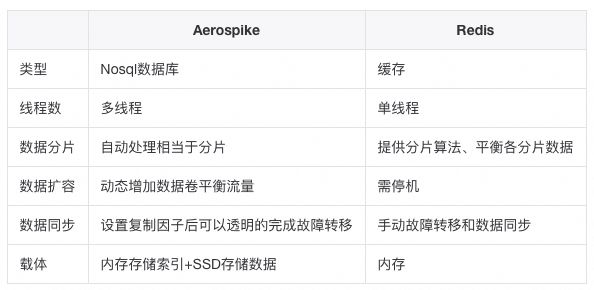 Aerospike Redis
类型 Nosql数据库 缓存
线程数 多线程 单线程
数据分片 自动处理相当于分片 提供分片算法、平衡各分片数据
数据扩容 动态增加数据卷平衡流量 需停机
数据同步 设置复制因子后可以透明的完成故障转移 手动故障转移和数据同步
载体 内存存储索引+SSD存储数据 内存